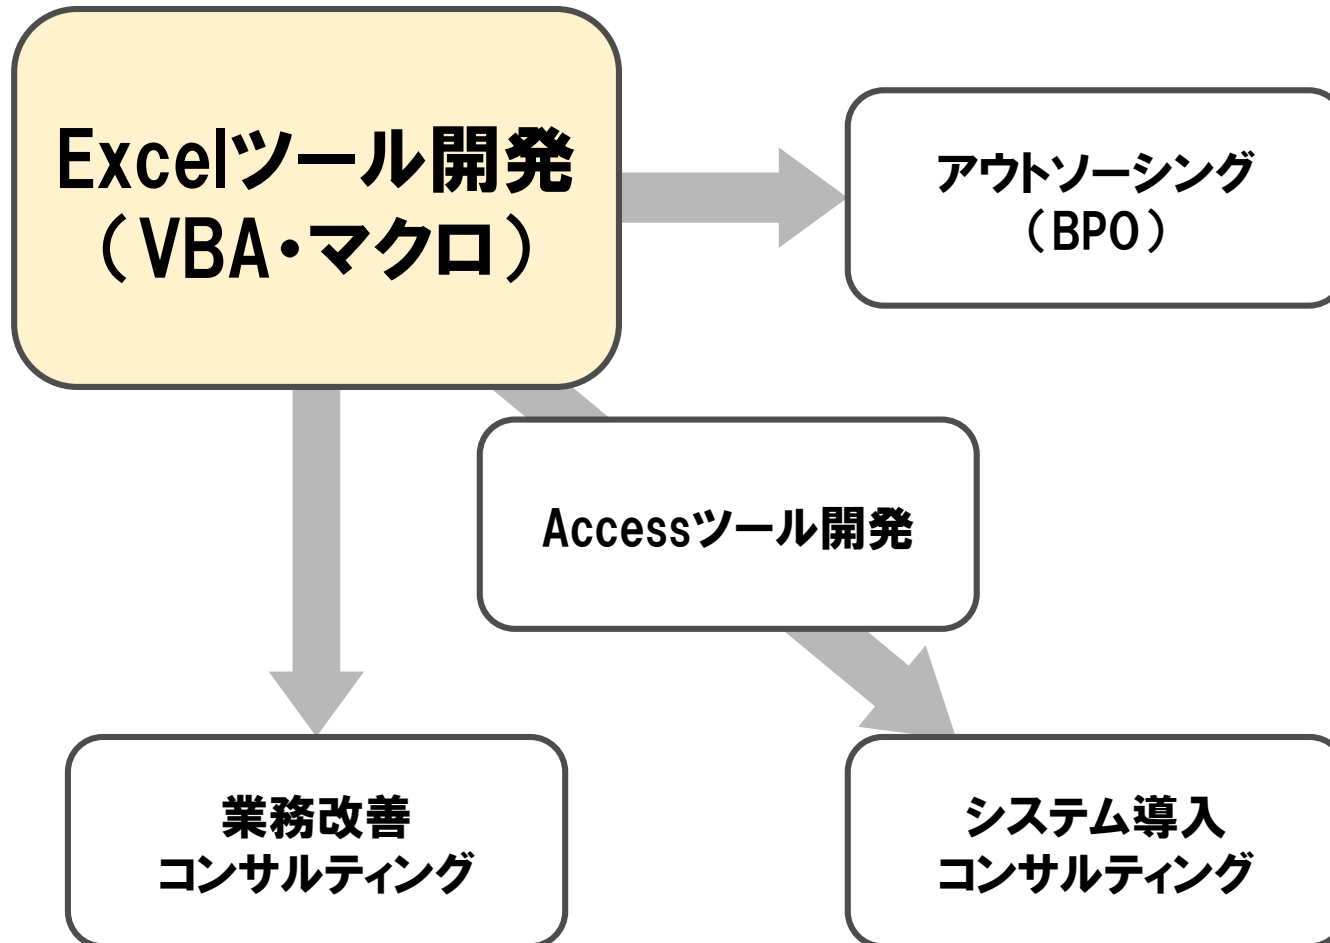 Excelツール開発
（VBA・マクロ）
アウトソーシング
（BPO）
Accessツール開発
業務改善
コンサルティング
システム導入
コンサルティング